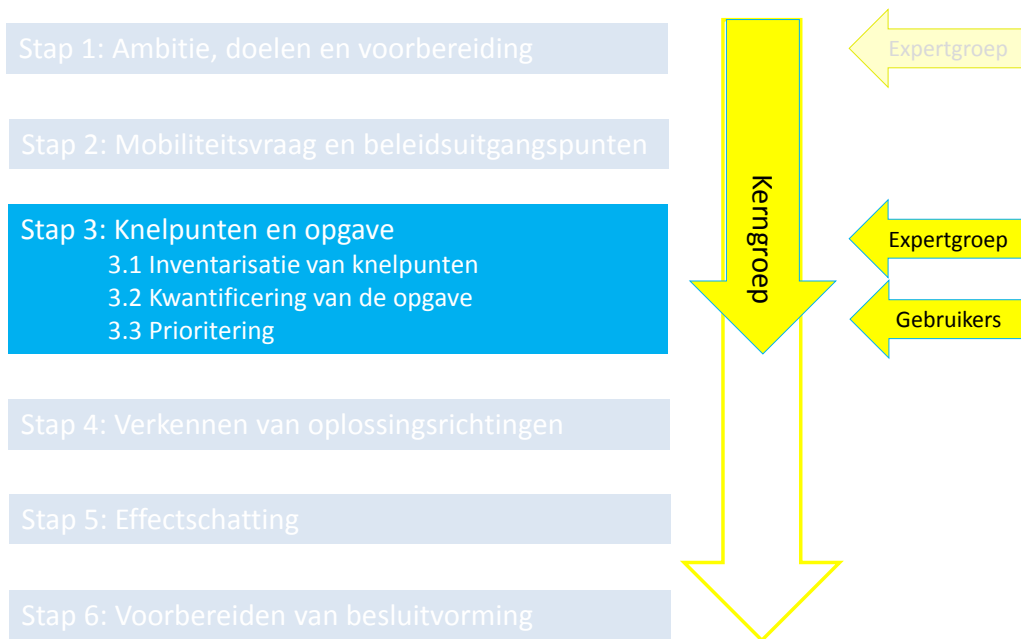 Stap 1: Ambitie, doelen en voorbereiding
Expertgroep
Stap 2: Mobiliteitsvraag en beleidsuitgangspunten
Kerngroep
Stap 3: Knelpunten en opgave
3.1 Inventarisatie van knelpunten
3.2 Kwantificering van de opgave
3.3 Prioritering
Expertgroep
Gebruikers
Stap 4: Verkennen van oplossingsrichtingen
Stap 5: Effectschatting
Stap 6: Voorbereiden van besluitvorming